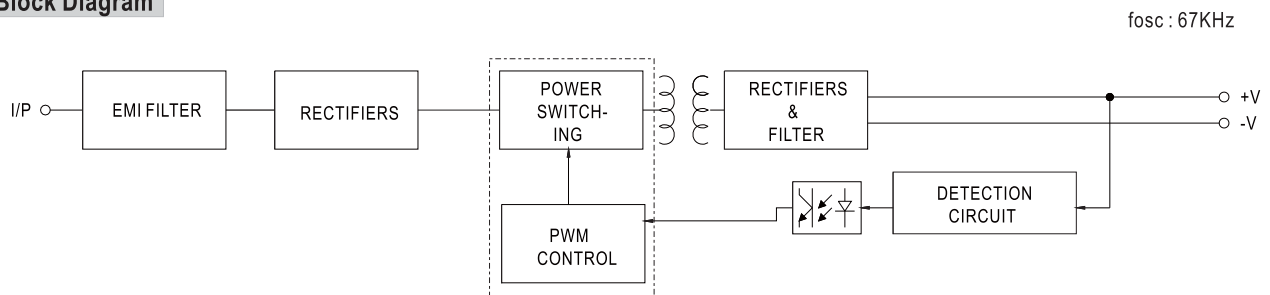 Block Diagram
fosc : 67KHz
I/P
EMI FILTER
RECTIFIERS
POWER
SWITCH-
ING
RECTIFIERS
&
FILTER
+V
-V
DETECTION
CIRCUIT
PWM
CONTROL